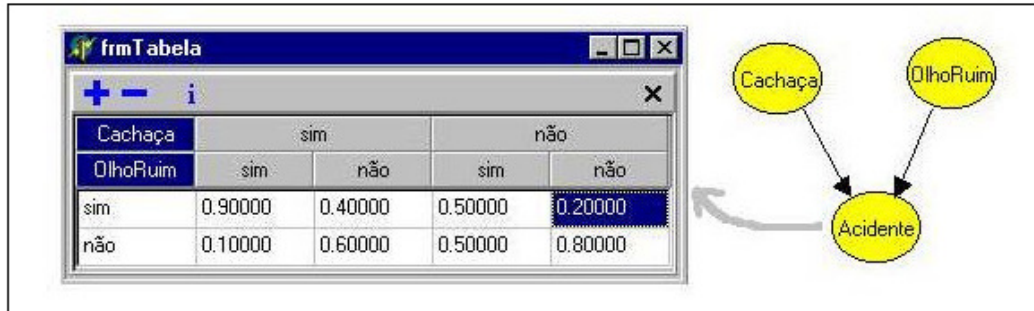 frmTabela
i
Cachaça sim não
OlhoRuim sim não sim não
sim 0.90000 0.40000 0.50000 0.20000
não 0.10000 0.60000 0.50000 0.80000
Cachaça
OlhoRuim
Acidente